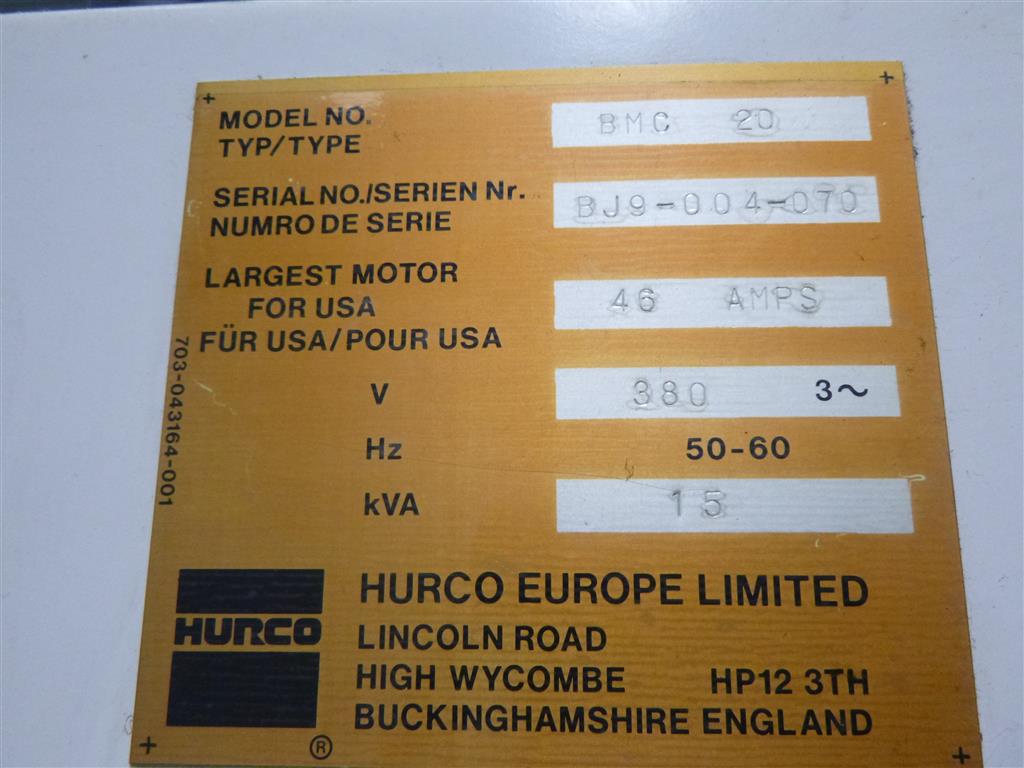 MODEL NO. BMC 20
TYP/TYPE
SERIAL NO./SERIEN Nr. BJ9-004-070
NUMRO DE SERIE
LARGEST MOTOR
FOR USA 46 AMPS
FÜR USA/POUR USA
V 380 3~
Hz 50-60
kVA 15
703-043164-001
HURCO
®
HURCO EUROPE LIMITED
LINCOLN ROAD
HIGH WYCOMBE HP12 3TH
BUCKINGHAMSHIRE ENGLAND